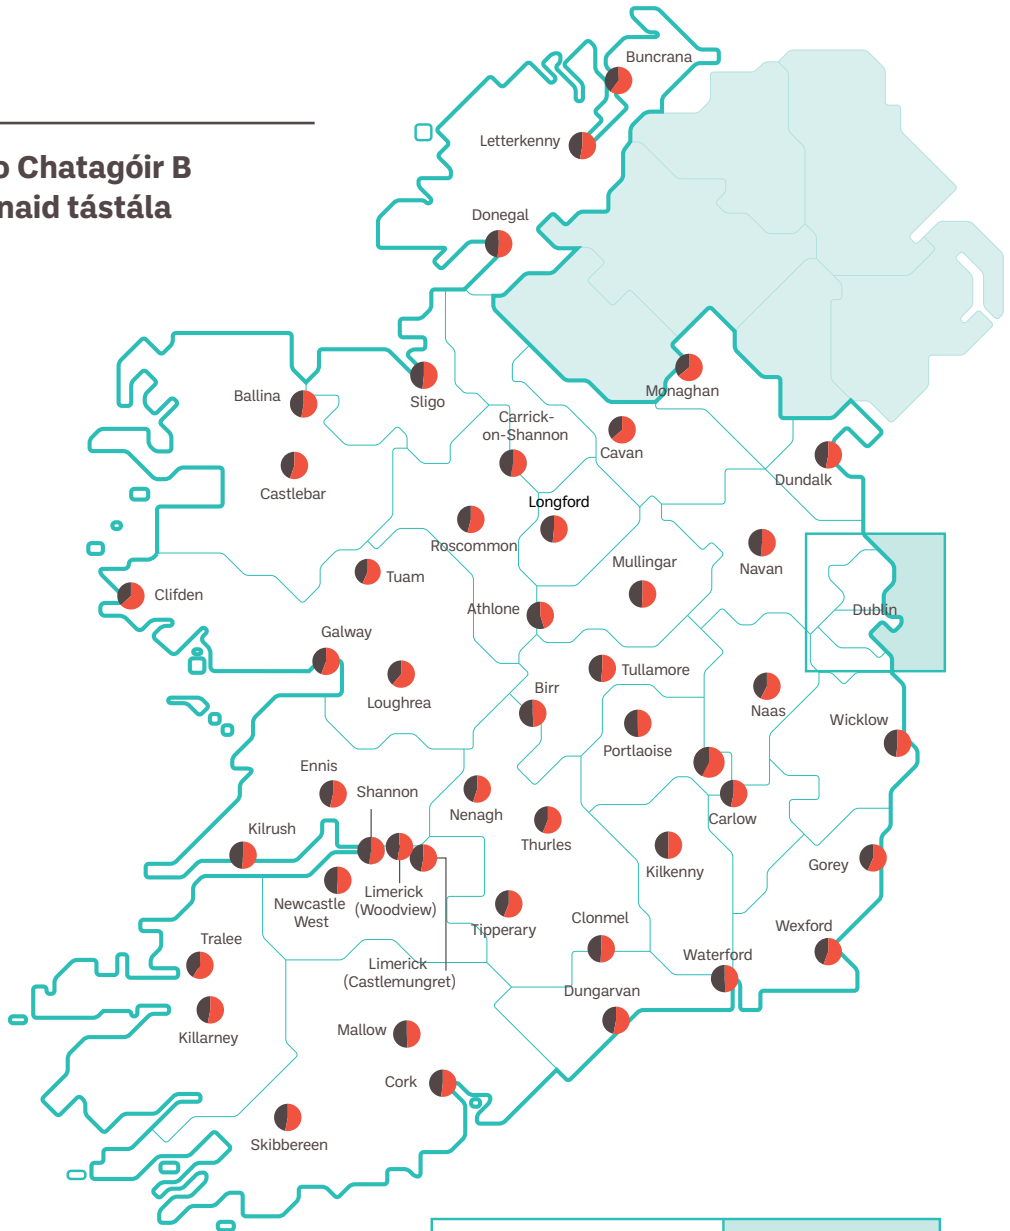 o Chatagóir B
naid tástála
Buncrana
Letterkenny
Donegal
Ballina
Sligo
Monaghan
Carrick-
on-Shannon
Cavan
Castlebar
Dundalk
Longford
Roscommon
Mullingar
Navan
Tuam
Clifden
Athlone
Dublin
Galway
Tullamore
Loughrea
Birr
Naas
Wicklow
Portlaoise
Ennis
Shannon
Nenagh
Carlow
Kilrush
Thurles
Gorey
Kilkenny
Limerick
(Woodview)
Newcastle
West
Tipperary
Clonmel
Wexford
Tralee
Waterford
Limerick
(Castlemungret)
Dungarvan
Killarney
Mallow
Cork
Skibbereen